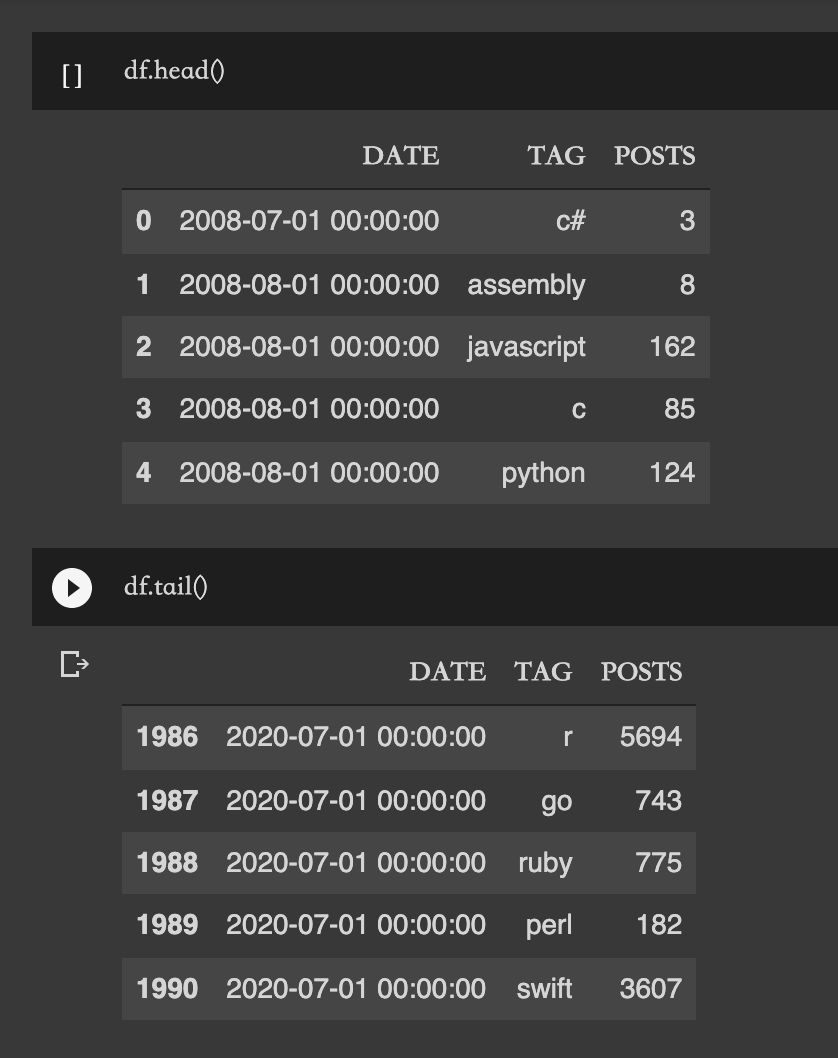 [ ] df.head()
DATE TAG POSTS
0 2008-07-01 00:00:00 c# 3
1 2008-08-01 00:00:00 assembly 8
2 2008-08-01 00:00:00 javascript 162
3 2008-08-01 00:00:00 c 85
4 2008-08-01 00:00:00 python 124
df.tail()
DATE TAG POSTS
1986 2020-07-01 00:00:00 r 5694
1987 2020-07-01 00:00:00 go 743
1988 2020-07-01 00:00:00 ruby 775
1989 2020-07-01 00:00:00 perl 182
1990 2020-07-01 00:00:00 swift 3607